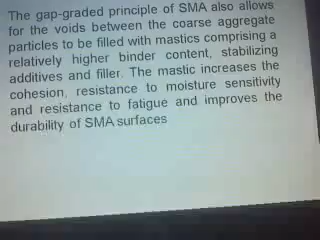 The gap-graded principle of SMA also allows
for the voids between the coarse aggregate
particles to be filled with mastics comprising a
relatively higher binder content, stabilizing
additives and filler. The mastic increases the
cohesion, resistance to moisture sensitivity
and resistance to fatigue and improves the
durability of SMA surfaces